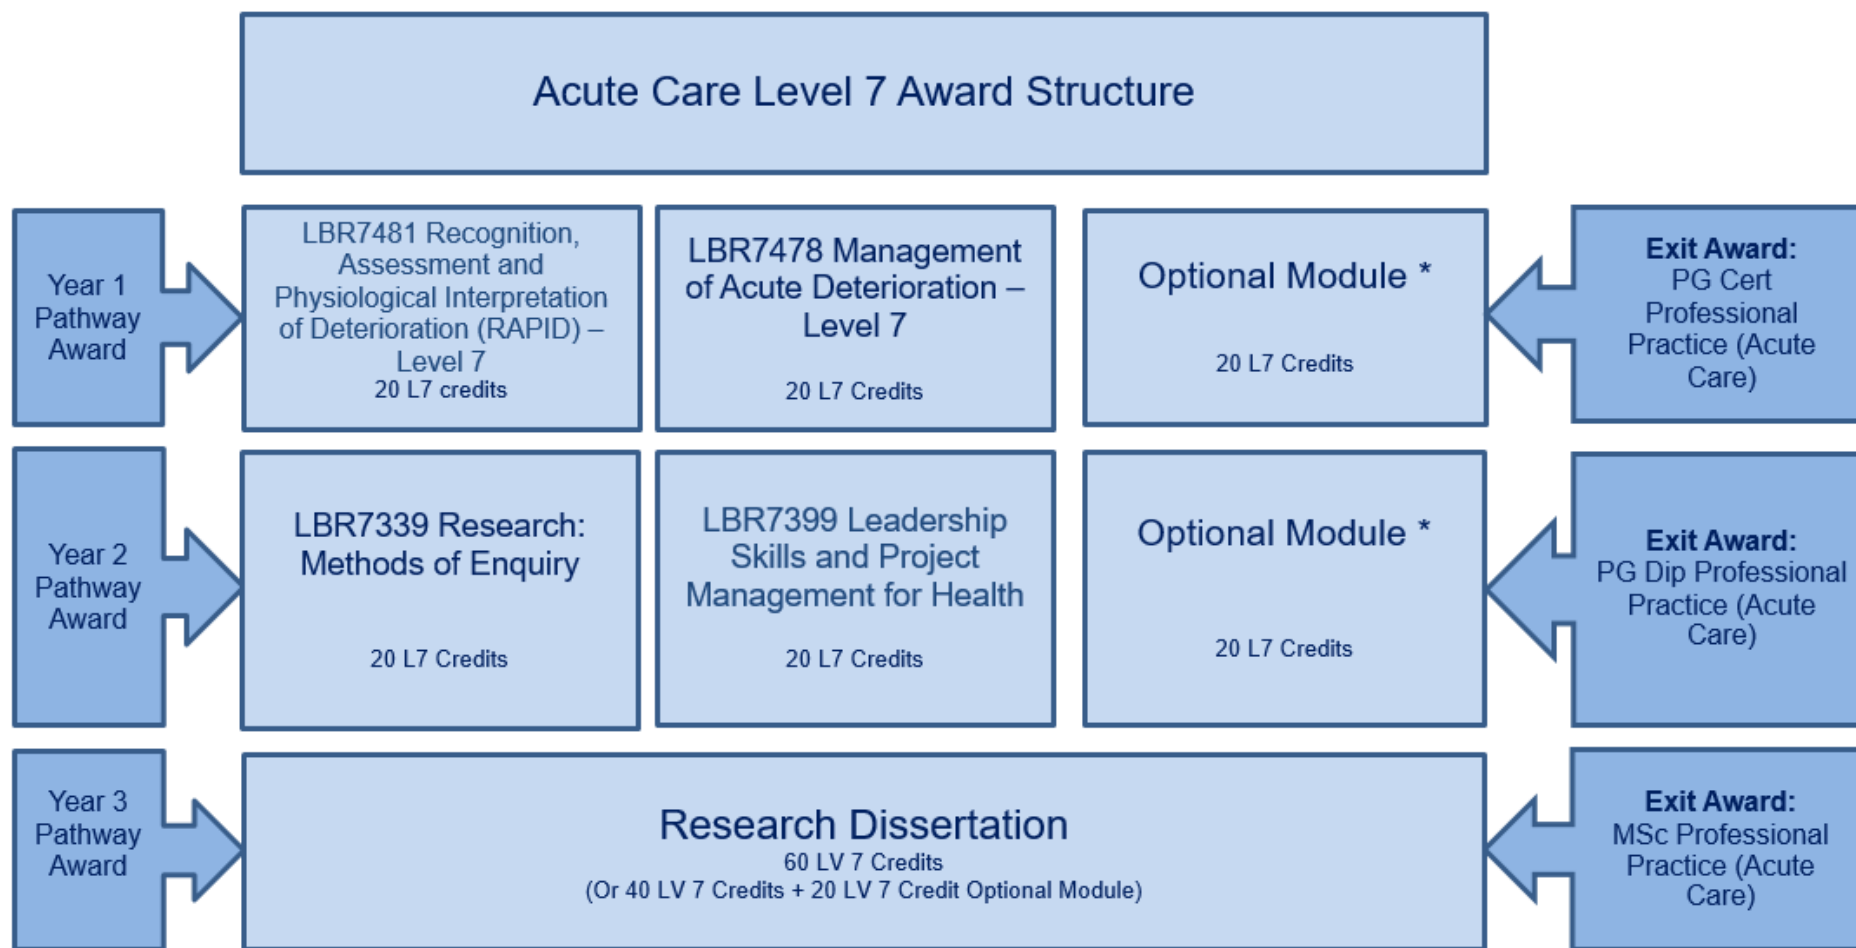 Acute Care Level 7 Award Structure
Year 1
Pathway
Award
LBR7481 Recognition,
Assessment and
Physiological Interpretation
of Deterioration (RAPID) –
Level 7
20 L7 credits
LBR7478 Management
of Acute Deterioration –
Level 7
20 L7 Credits
Optional Module *
20 L7 Credits
Exit Award:
PG Cert
Professional
Practice (Acute
Care)
Year 2
Pathway
Award
LBR7339 Research:
Methods of Enquiry
20 L7 Credits
LBR7399 Leadership
Skills and Project
Management for Health
20 L7 Credits
Optional Module *
20 L7 Credits
Exit Award:
PG Dip Professional
Practice (Acute
Care)
Year 3
Pathway
Award
Research Dissertation
60 LV 7 Credits
(Or 40 LV 7 Credits + 20 LV 7 Credit Optional Module)
Exit Award:
MSc Professional
Practice (Acute
Care)